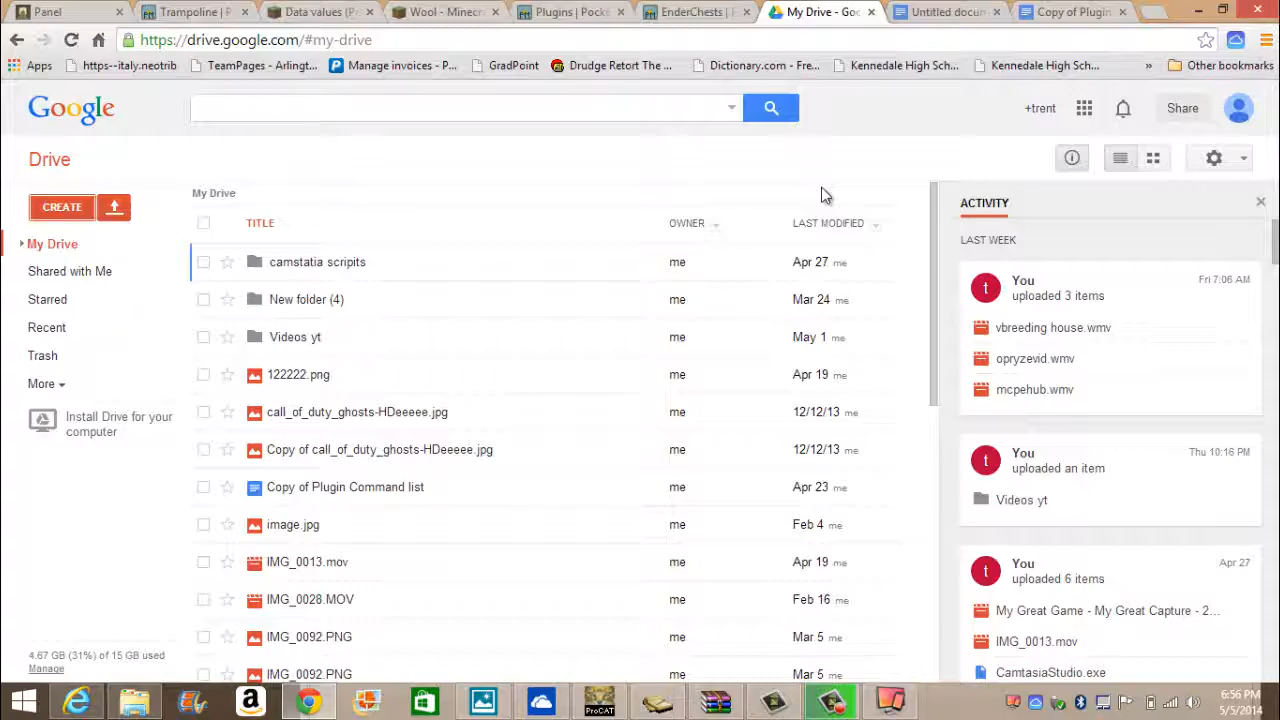 Panel
Trampoline | P
Data values (P
Wool - Minecr
Plugins | Pock
EnderChests |
My Drive - Go
Untitled docu
Copy of Plugin
https://drive.google.com/#my-drive
Apps
https--italy.neotrib
TeamPages - Arlingt...
Manage invoices - P...
GradPoint
Drudge Retort The ...
Dictionary.com - Fre...
Kennedale High Sch...
Kennedale High Sch...
»
Other bookmarks
Google
+trent
Share
Drive
CREATE
My Drive
Shared with Me
Starred
Recent
Trash
More
Install Drive for your
computer
4.67 GB (31%) of 15 GB used
Manage
My Drive
TITLE OWNER LAST MODIFIED
camstatia scripits me Apr 27 me
New folder (4) me Mar 24 me
Videos yt me May 1 me
122222.png me Apr 19 me
call_of_duty_ghosts-HDeeeee.jpg me 12/12/13 me
Copy of call_of_duty_ghosts-HDeeeee.jpg me 12/12/13 me
Copy of Plugin Command list me Apr 23 me
image.jpg me Feb 4 me
IMG_0013.mov me Apr 19 me
IMG_0028.MOV me Feb 16 me
IMG_0092.PNG me Mar 5 me
IMG_0092.PNG me Mar 5 me
ACTIVITY
LAST WEEK
t
You Fri 7:06 AM
uploaded 3 items
vbreeding house.wmv
opryzevid.wmv
mcpehub.wmv
t
You Thu 10:16 PM
uploaded an item
Videos yt
t
You Apr 27
uploaded 6 items
My Great Game - My Great Capture - 2...
IMG_0013.mov
CamtasiaStudio.exe
ProCAT
6:56 PM
5/5/2014